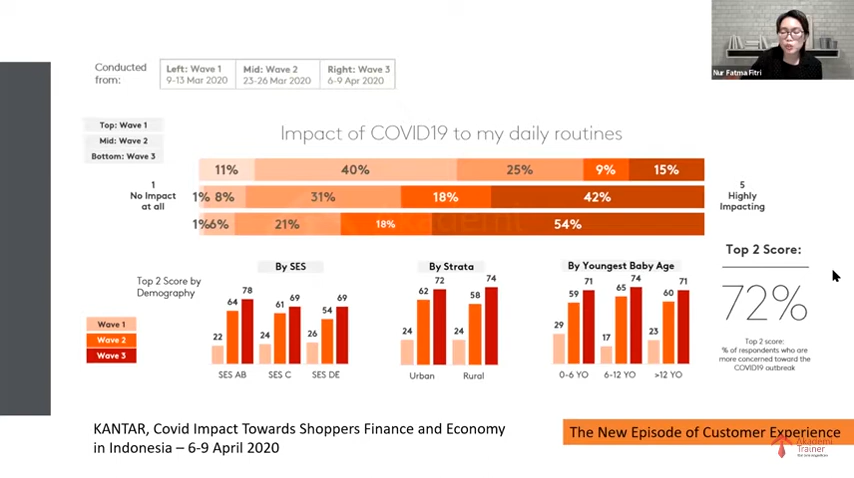 Nur Fatma Fitri
Conducted from:
Left: Wave 1
9-13 Mar 2020
Mid: Wave 2
23-26 Mar 2020
Right: Wave 3
6-9 Apr 2020
Top: Wave 1
Mid: Wave 2
Bottom: Wave 3
Impact of COVID19 to my daily routines
11% 40% 25% 9% 15%
1
No Impact
at all
1% 8% 31% 18% 42%
5
Highly
Impacting
1% 6% 21% 18% 54%
Top 2 Score:
72%
Top 2 score:
% of respondents who are
more concerned toward the
COVID19 outbreak
Top 2 Score by
Demography
Wave 1
Wave 2
Wave 3
By SES
22 64 78
24 61 69
26 54 69
SES AB SES C SES DE
By Strata
24 62 72
24 58 74
Urban Rural
By Youngest Baby Age
29 59 71
17 65 74
23 60 71
0-6 YO 6-12 YO >12 YO
KANTAR, Covid Impact Towards Shoppers Finance and Economy
in Indonesia – 6-9 April 2020
The New Episode of Customer Experience
Akademi
Trainer